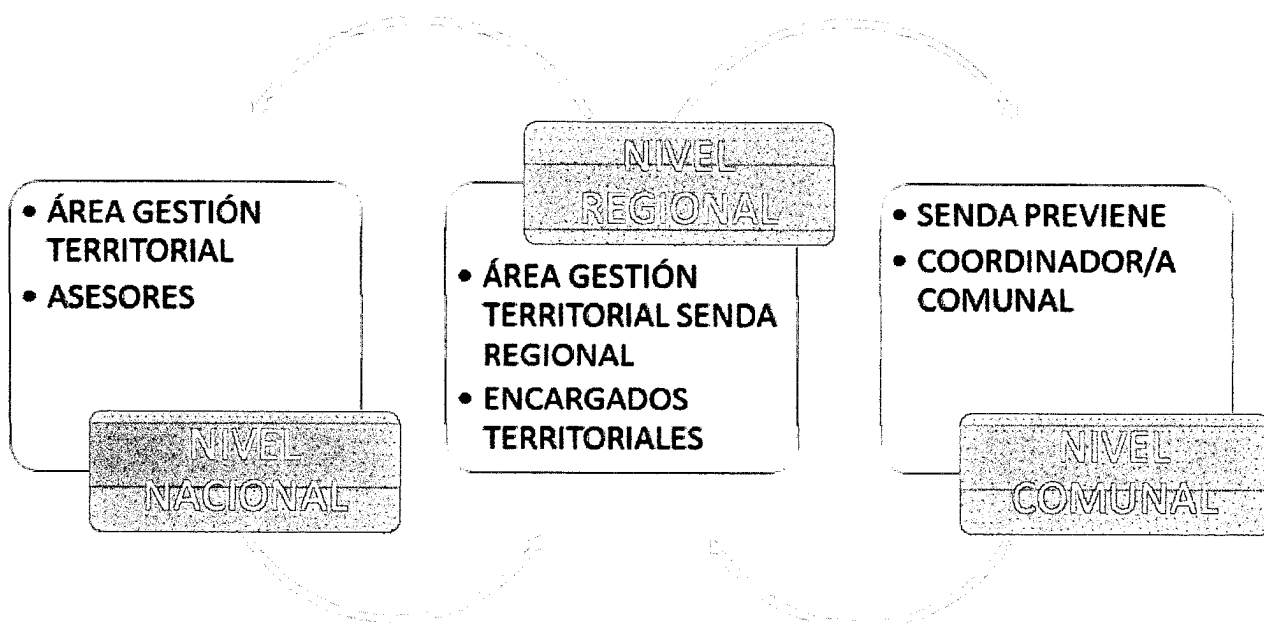 • ÁREA GESTIÓN
TERRITORIAL
• ASESORES
NIVEL
NACIONAL
NIVEL
REGIONAL
• ÁREA GESTIÓN
TERRITORIAL SENDA
REGIONAL
• ENCARGADOS
TERRITORIALES
• SENDA PREVIENE
• COORDINADOR/A
COMUNAL
NIVEL
COMUNAL